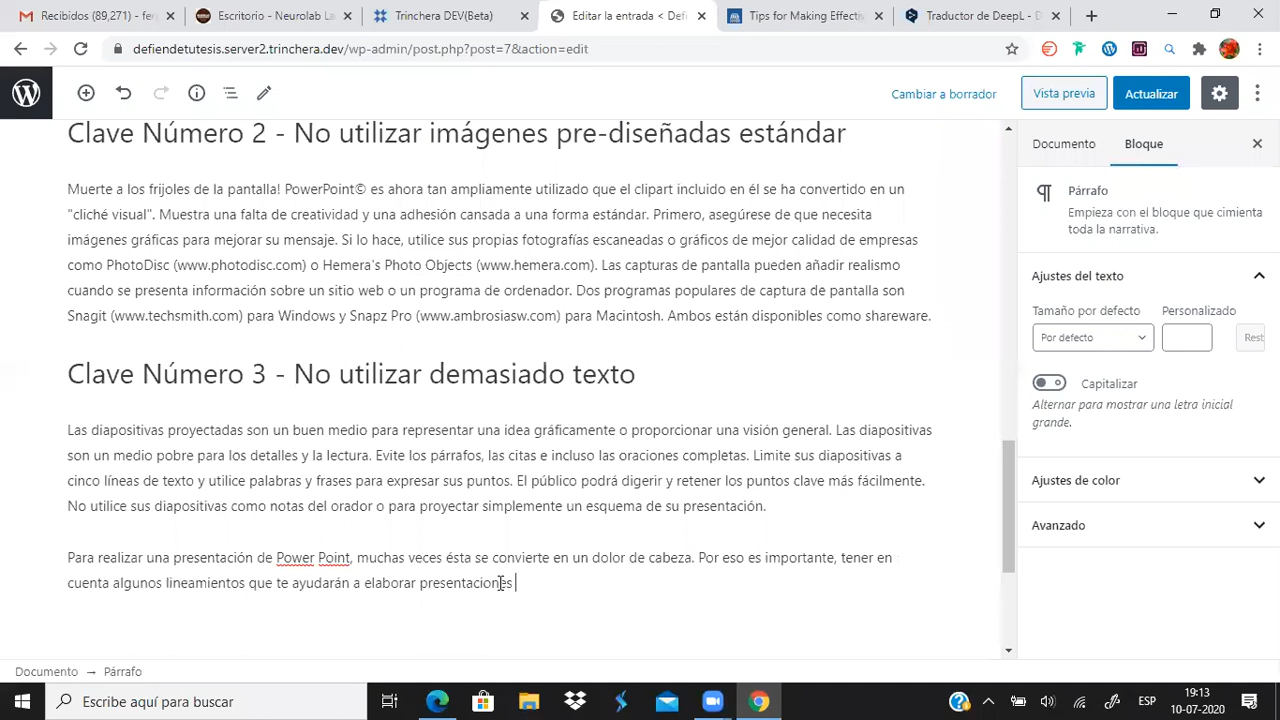 Recibidos (89,271) - fer
Escritorio - Neurolab La
Trinchera DEV(Beta)
Editar la entrada < Defi
Tips for Making Effectiv
Traductor de DeepL - D
defiendetutesis.server2.trinchera.dev/wp-admin/post.php?post=7&action=edit
Cambiar a borrador
Vista previa
Actualizar
Clave Número 2 - No utilizar imágenes pre-diseñadas estándar
Muerte a los frijoles de la pantalla! PowerPoint© es ahora tan ampliamente utilizado que el clipart incluido en él se ha convertido en un
"cliché visual". Muestra una falta de creatividad y una adhesión cansada a una forma estándar. Primero, asegúrese de que necesita
imágenes gráficas para mejorar su mensaje. Si lo hace, utilice sus propias fotografías escaneadas o gráficos de mejor calidad de empresas
como PhotoDisc (www.photodisc.com) o Hemera's Photo Objects (www.hemera.com). Las capturas de pantalla pueden añadir realismo
cuando se presenta información sobre un sitio web o un programa de ordenador. Dos programas populares de captura de pantalla son
Snagit (www.techsmith.com) para Windows y Snapz Pro (www.ambrosiasw.com) para Macintosh. Ambos están disponibles como shareware.
Clave Número 3 - No utilizar demasiado texto
Las diapositivas proyectadas son un buen medio para representar una idea gráficamente o proporcionar una visión general. Las diapositivas
son un medio pobre para los detalles y la lectura. Evite los párrafos, las citas e incluso las oraciones completas. Limite sus diapositivas a
cinco líneas de texto y utilice palabras y frases para expresar sus puntos. El público podrá digerir y retener los puntos clave más fácilmente.
No utilice sus diapositivas como notas del orador o para proyectar simplemente un esquema de su presentación.
Para realizar una presentación de Power Point, muchas veces ésta se convierte en un dolor de cabeza. Por eso es importante, tener en
cuenta algunos lineamientos que te ayudarán a elaborar presentaciones
Documento
Bloque
Párrafo
Empieza con el bloque que cimienta
toda la narrativa.
Ajustes del texto
Tamaño por defecto
Personalizado
Por defecto
Rest
Capitalizar
Alternar para mostrar una letra inicial
grande.
Ajustes de color
Avanzado
Documento → Párrafo
Escribe aquí para buscar
ESP
19:13
10-07-2020